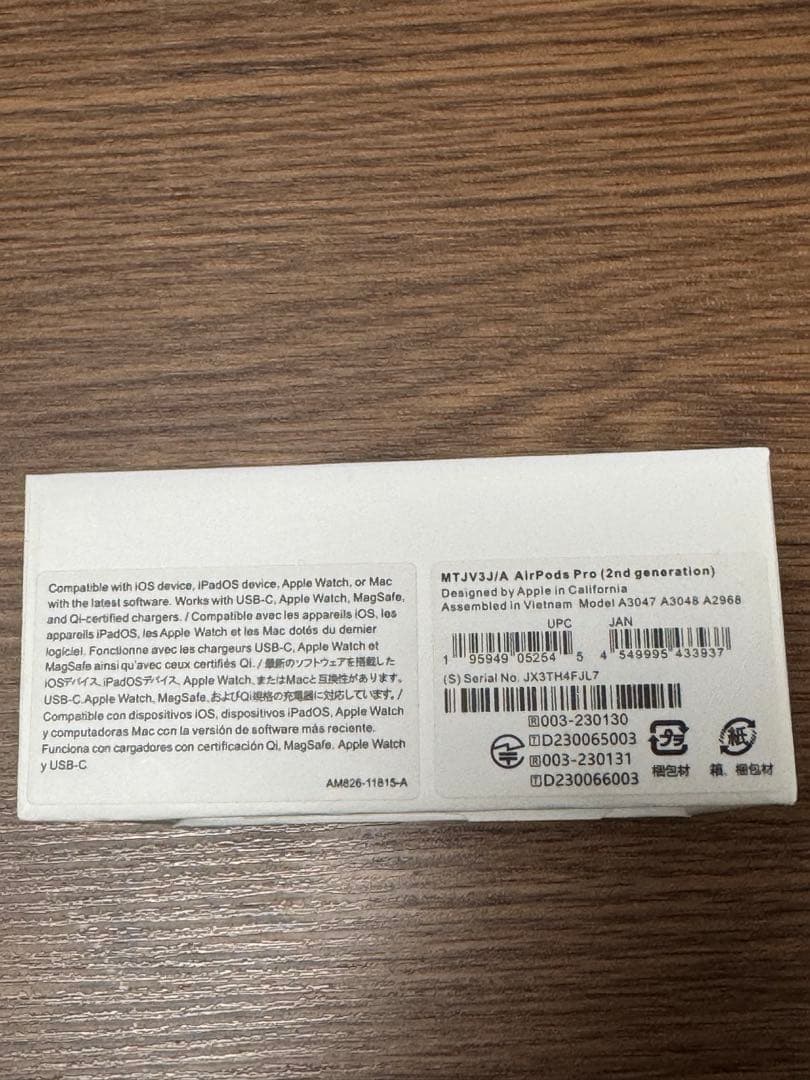 Compatible with iOS device, iPadOS device, Apple Watch, or Mac
with the latest software. Works with USB-C, Apple Watch, MagSafe,
and Qi-certified chargers. / Compatible avec les appareils iOS, les
appareils iPadOS, les Apple Watch et les Mac dotés du dernier
logiciel. Fonctionne avec les chargeurs USB-C, Apple Watch et
MagSafe ainsi qu'avec ceux certifiés Qi. / 最新のソフトウェアを搭載した
iOSデバイス, iPadOSデバイス, Apple Watch, またはMacと互換性があります。
USB-C.Apple Watch, MagSafe, およびQi規格の充電器に対応しています。 /
Compatible con dispositivos iOS, dispositivos iPadOS, Apple Watch
y computadoras Mac con la versión de software más reciente.
Funciona con cargadores con certificación Qi, MagSafe, Apple Watch
y USB-C
AM826-11815-A
MTJV3J/A AirPods Pro (2nd generation)
Designed by Apple in California
Assembled in Vietnam Model A3047 A3048 A2968
UPC JAN
1 95949 05254 5 4 549995 433937
(S) Serial No. JX3TH4FJL7
R 003-230130
T D230065003
R 003-230131
T D230066003
プラ
梱包材
紙
箱、梱包材